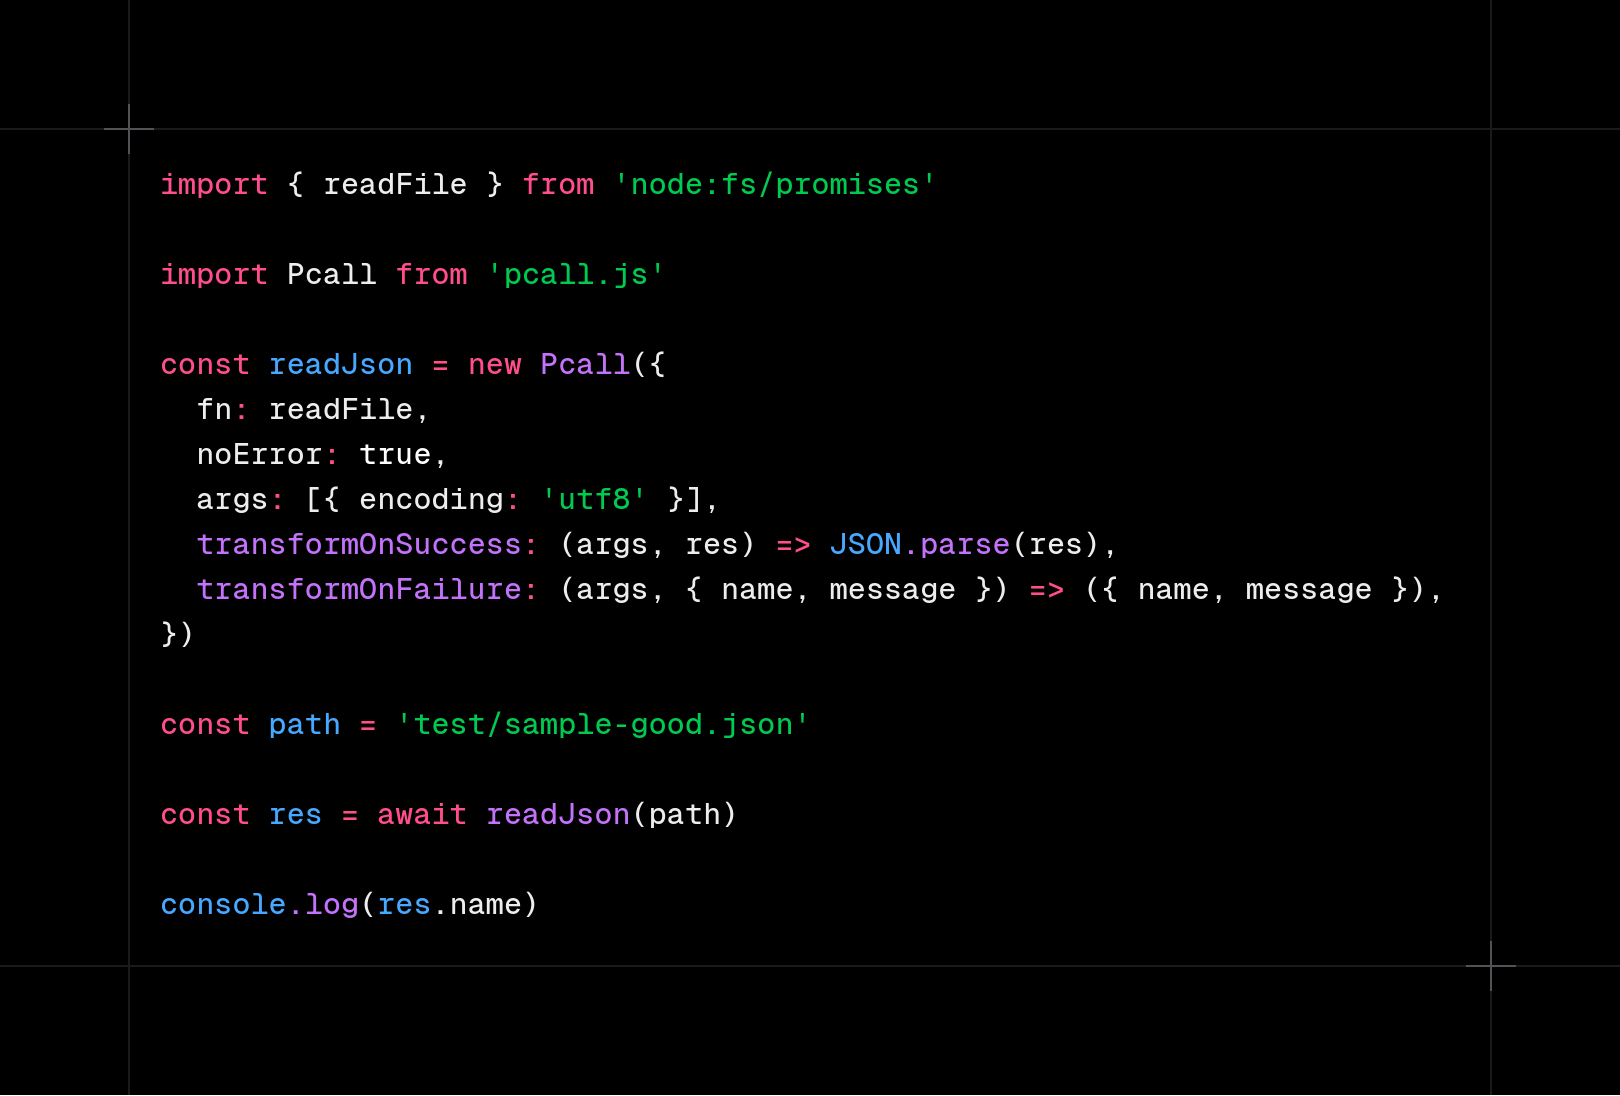 import { readFile } from 'node:fs/promises'
import Pcall from 'pcall.js'
const readJson = new Pcall({
  fn: readFile,
  noError: true,
  args: [{ encoding: 'utf8' }],
  transformOnSuccess: (args, res) => JSON.parse(res),
  transformOnFailure: (args, { name, message }) => ({ name, message }),
})
const path = 'test/sample-good.json'
const res = await readJson(path)
console.log(res.name)